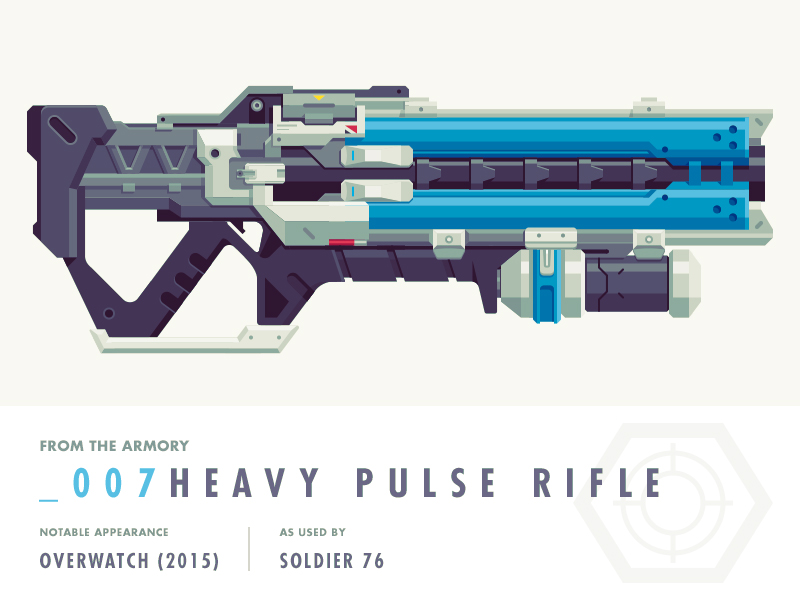 FROM THE ARMORY
_007HEAVY PULSE RIFLE
NOTABLE APPEARANCE
OVERWATCH (2015)
AS USED BY
SOLDIER 76